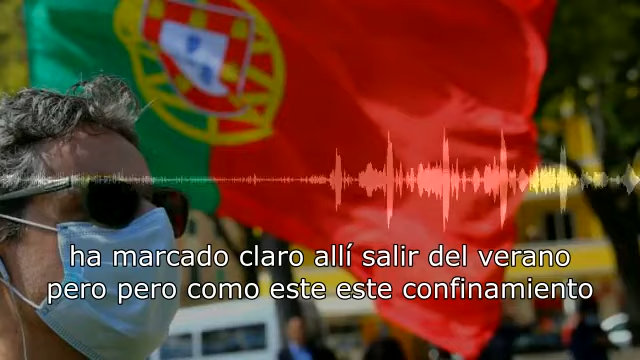 ha marcado claro allí salir del verano
pero pero como este este confinamiento